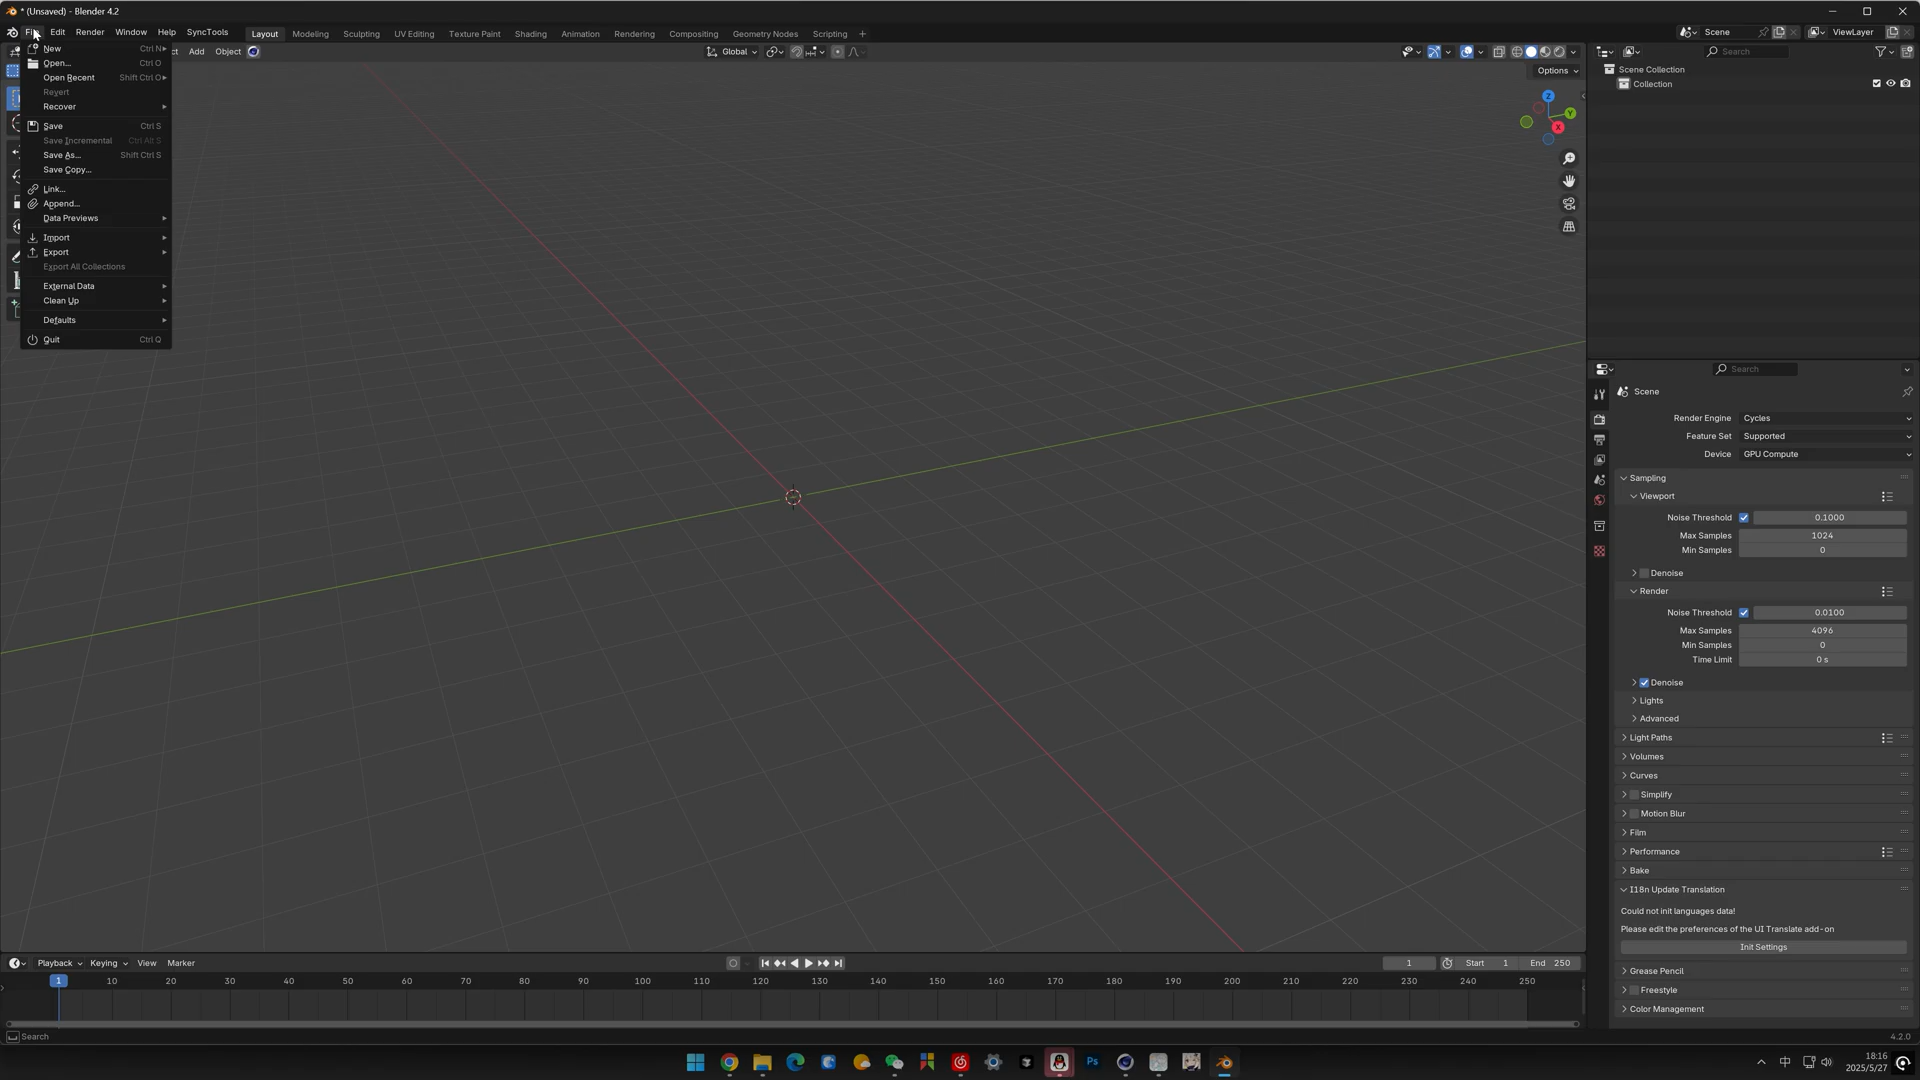 * (Unsaved) - Blender 4.2
File Edit Render Window Help SyncTools
Layout Modeling Sculpting UV Editing Texture Paint Shading Animation Rendering Compositing Geometry Nodes Scripting +
Scene
ViewLayer
Add Object
Global
Options
Z
Y
X
New Ctrl N
Open... Ctrl O
Open Recent Shift Ctrl O
Revert
Recover
Save Ctrl S
Save Incremental Ctrl Alt S
Save As... Shift Ctrl S
Save Copy...
Link...
Append...
Data Previews
Import
Export
Export All Collections
External Data
Clean Up
Defaults
Quit Ctrl Q
Search
Scene Collection
Collection
Search
Scene
Render Engine Cycles
Feature Set Supported
Device GPU Compute
Sampling
Viewport
Noise Threshold 0.1000
Max Samples 1024
Min Samples 0
Denoise
Render
Noise Threshold 0.0100
Max Samples 4096
Min Samples 0
Time Limit 0 s
Denoise
Lights
Advanced
Light Paths
Volumes
Curves
Simplify
Motion Blur
Film
Performance
Bake
I18n Update Translation
Could not init languages data!
Please edit the preferences of the UI Translate add-on
Init Settings
Grease Pencil
Freestyle
Color Management
Playback Keying View Marker
1 Start 1 End 250
1 10 20 30 40 50 60 70 80 90 100 110 120 130 140 150 160 170 180 190 200 210 220 230 240 250
Search
4.2.0
Ps
中
18:16
2025/5/27